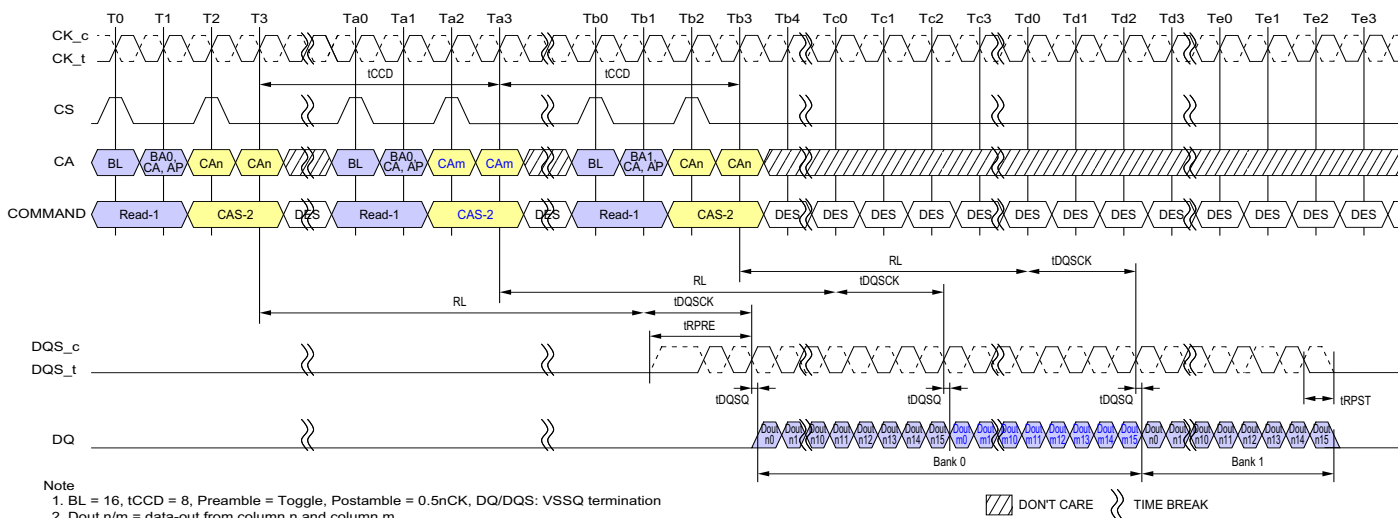 T0 T1 T2 T3 Ta0 Ta1 Ta2 Ta3 Tb0 Tb1 Tb2 Tb3 Tb4 Tc0 Tc1 Tc2 Tc3 Td0 Td1 Td2 Td3 Te0 Te1 Te2 Te3
CK_c
CK_t
tCCD tCCD
CS
CA BL BA0, CA, AP CAn CAn BL BA0, CA, AP CAm CAm BL BA1, CA, AP CAn CAn
COMMAND Read-1 CAS-2 DES Read-1 CAS-2 DES Read-1 CAS-2 DES DES DES DES DES DES DES DES DES DES DES DES DES
RL tDQSCK
RL tDQSCK
RL tDQSCK
tRPRE
DQS_c
DQS_t
tDQSQ tDQSQ tDQSQ tRPST
DQ Dout n0 Dout n1 Dout n10 Dout n11 Dout n12 Dout n13 Dout n14 Dout n15 Dout m0 Dout m1 Dout m10 Dout m11 Dout m12 Dout m13 Dout m14 Dout m15 Dout n0 Dout n1 Dout n10 Dout n11 Dout n12 Dout n13 Dout n14 Dout n15
Bank 0 Bank 1
Note
1. BL = 16, tCCD = 8, Preamble = Toggle, Postamble = 0.5nCK, DQ/DQS: VSSQ termination
2. Dout n/m = data-out from column n and column m
DON'T CARE TIME BREAK